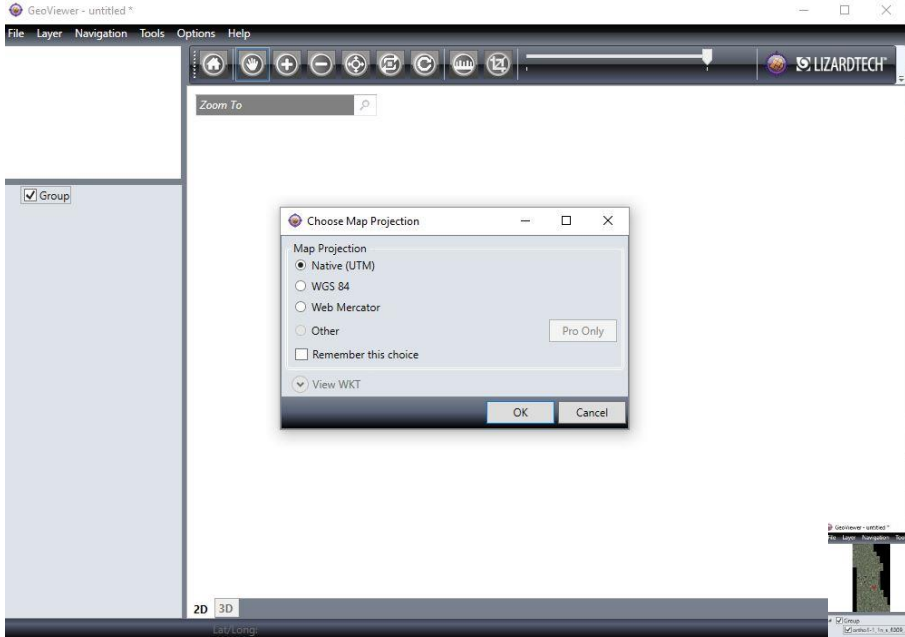 GeoViewer - untitled *
File Layer Navigation Tools Options Help
LIZARDTECH
Zoom To
Group
Choose Map Projection
Map Projection
Native (UTM)
WGS 84
Web Mercator
Other
Pro Only
Remember this choice
View WKT
OK Cancel
GeoViewer - untitled *
File Layer Navigation Too
Group
2D 3D
Lat/Long: